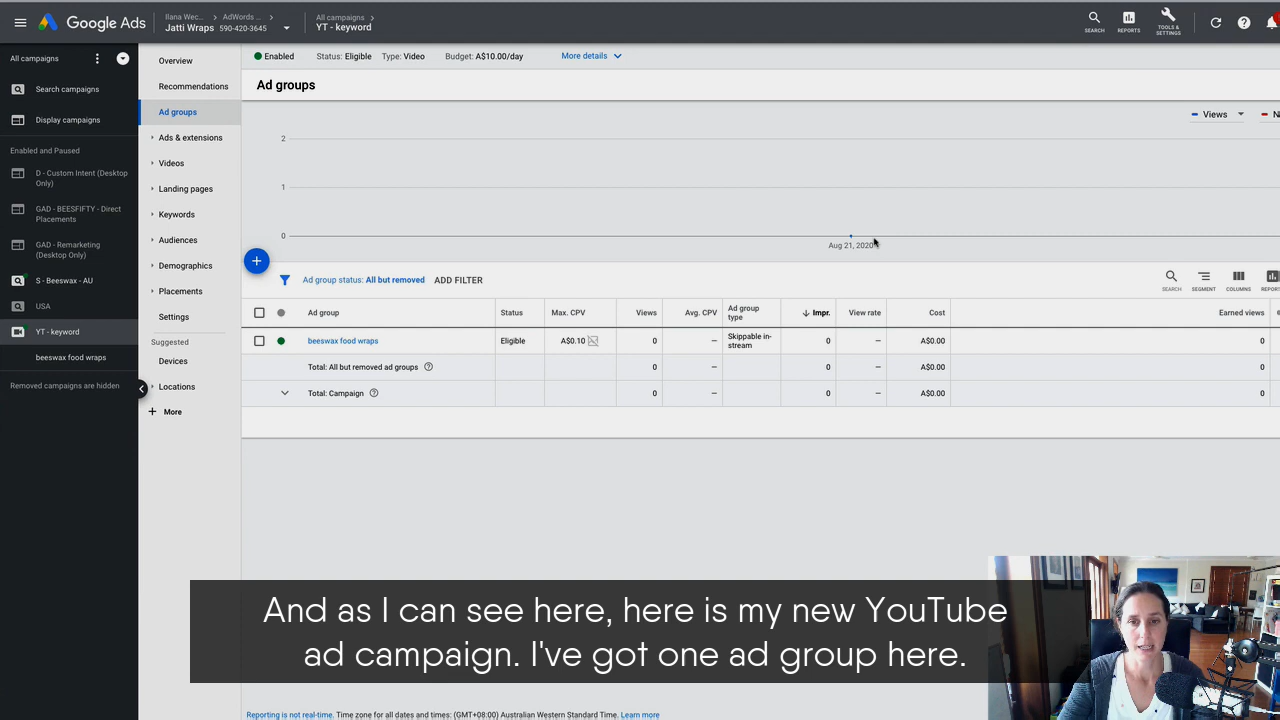 Google Ads
Ilana Wec... > AdWords ... >
Jatti Wraps 590-420-3645
All campaigns >
YT - keyword
SEARCH
REPORTS
TOOLS &
SETTINGS
All campaigns
Search campaigns
Display campaigns
Enabled and Paused
D - Custom Intent (Desktop
Only)
GAD - BEESFIFTY - Direct
Placements
GAD - Remarketing
(Desktop Only)
S - Beeswax - AU
USA
YT - keyword
beeswax food wraps
Removed campaigns are hidden
Overview
Recommendations
Ad groups
Ads & extensions
Videos
Landing pages
Keywords
Audiences
Demographics
Placements
Settings
Suggested
Devices
Locations
+ More
Enabled Status: Eligible Type: Video Budget: A$10.00/day More details
Ad groups
Views
2
1
0
Aug 21, 2020
Ad group status: All but removed ADD FILTER
SEARCH
SEGMENT
COLUMNS
Ad group Status Max. CPV Views Avg. CPV Ad group
type Impr. View rate Cost Earned views
beeswax food wraps Eligible A$0.10 0 – Skippable in-
stream 0 – A$0.00 0
Total: All but removed ad groups 0 – 0 – A$0.00 0
Total: Campaign 0 – 0 – A$0.00 0
And as I can see here, here is my new YouTube
ad campaign. I've got one ad group here.
Reporting is not real-time. Time zone for all dates and times: (GMT+08:00) Australian Western Standard Time. Learn more